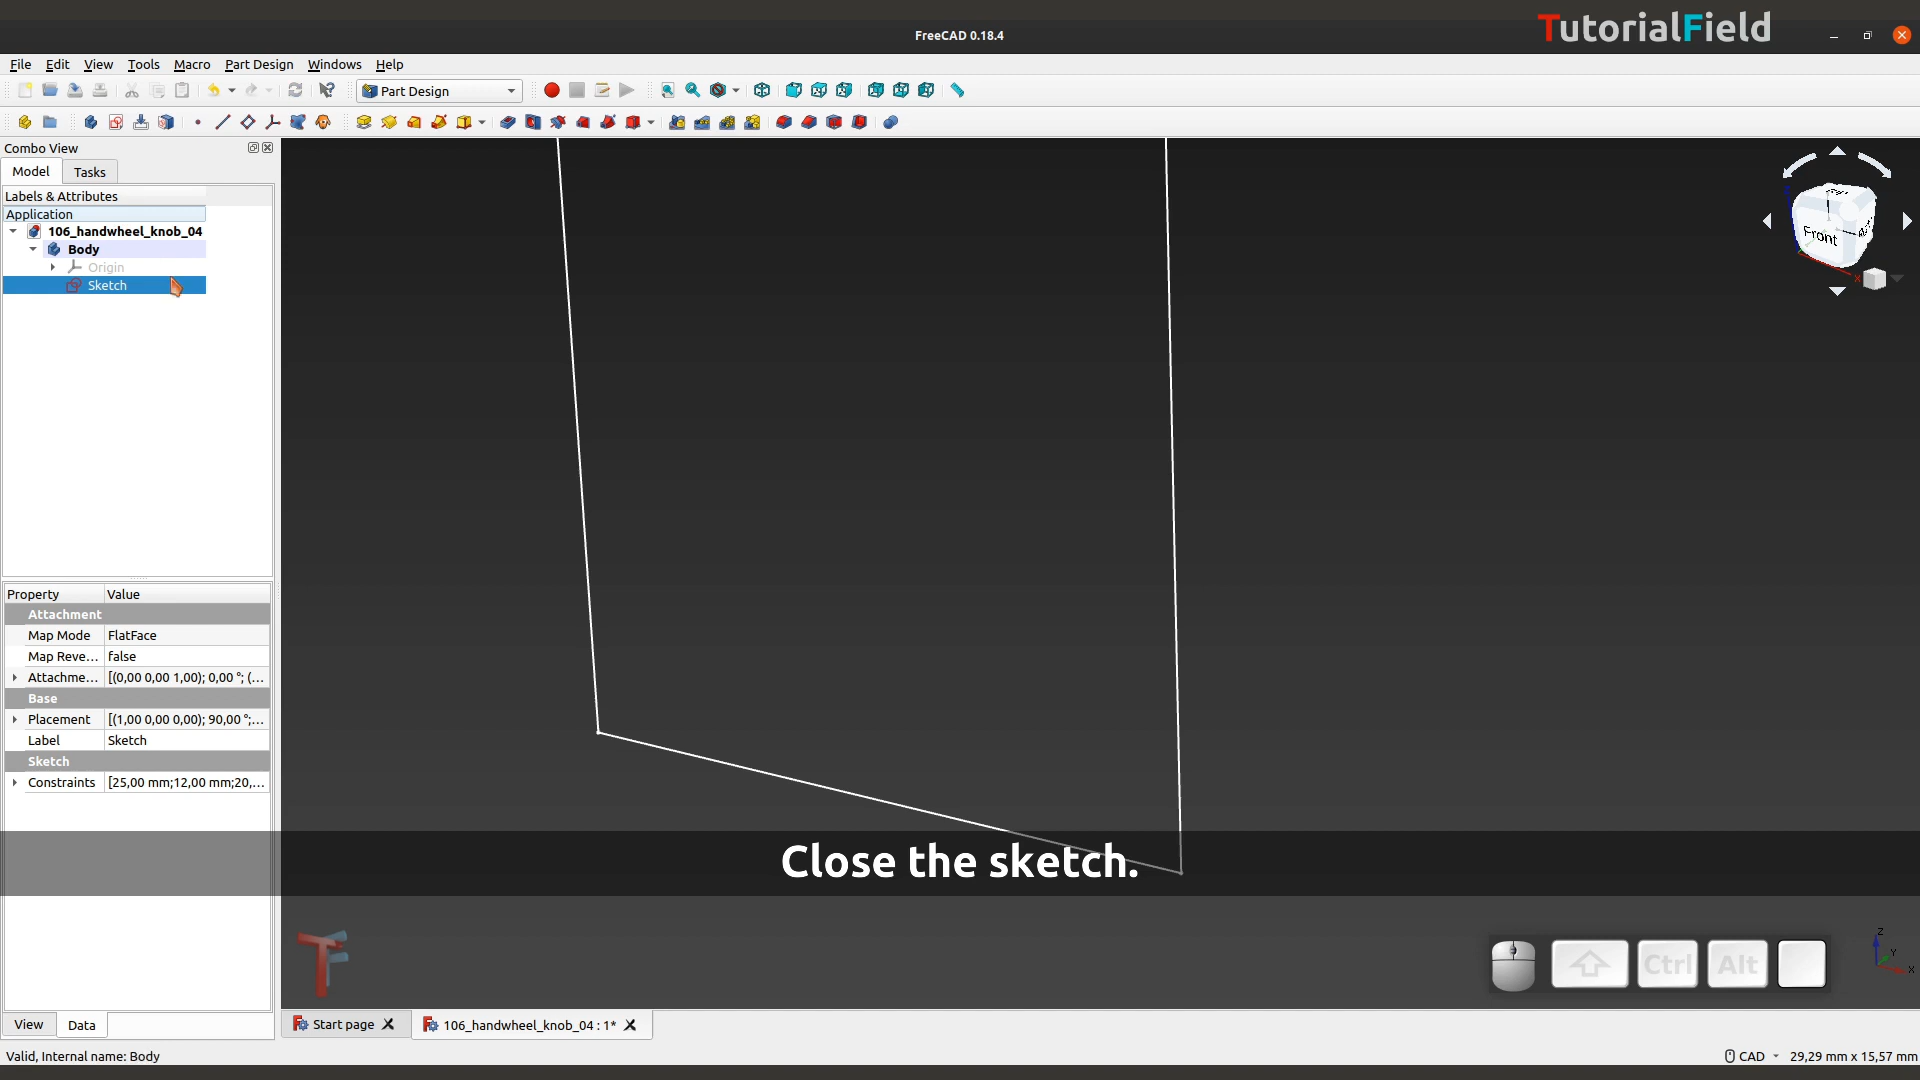 TutorialField
FreeCAD 0.18.4
File Edit View Tools Macro Part Design Windows Help
Part Design
Combo View
Model Tasks
Labels & Attributes
Application
106_handwheel_knob_04
Body
Origin
Sketch
Front
X
Property Value
Attachment
Map Mode FlatFace
Map Reve... false
Attachme... [(0,00 0,00 1,00); 0,00 °; (...
Base
Placement [(1,00 0,00 0,00); 90,00 °;...
Label Sketch
Sketch
Constraints [25,00 mm;12,00 mm;20,...
Close the sketch.
Ctrl Alt
Z
Y
X
View Data
Start page
106_handwheel_knob_04 : 1*
Valid, Internal name: Body
CAD 29,29 mm x 15,57 mm